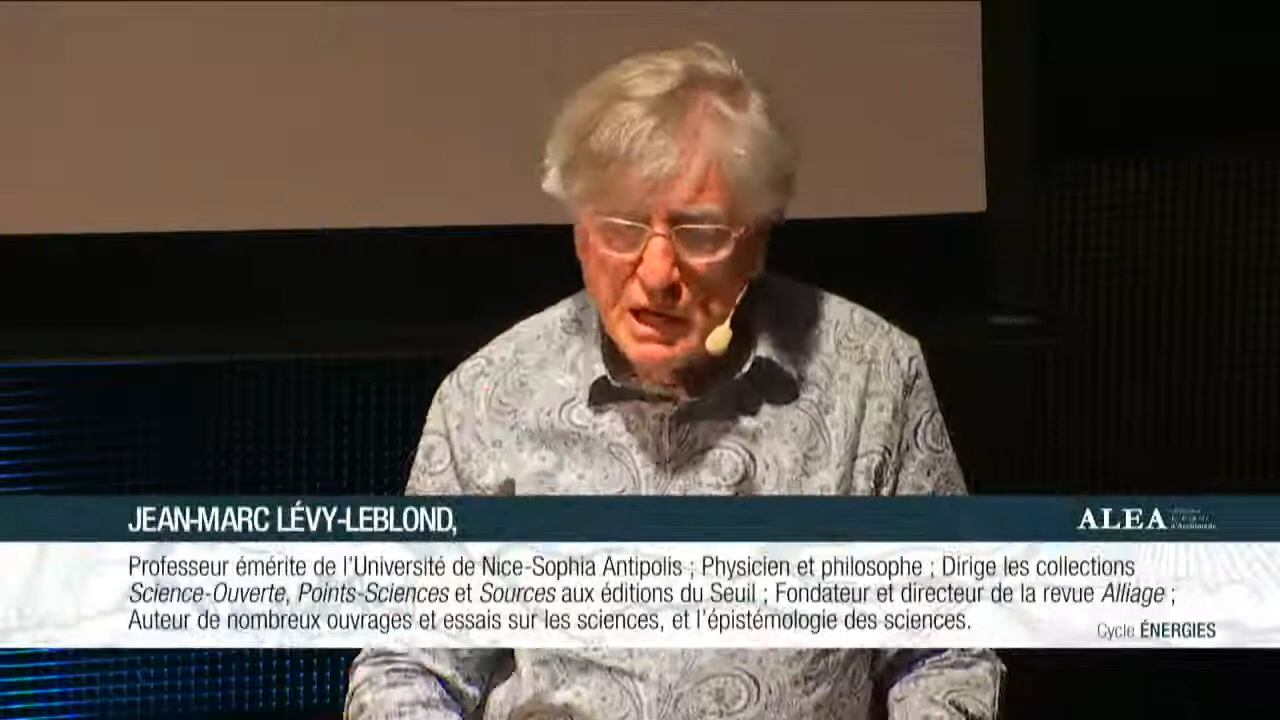 JEAN-MARC LÉVY-LEBLOND,
ALEA
Professeur émérite de l'Université de Nice-Sophia Antipolis ; Physicien et philosophe ; Dirige les collections
Science-Ouverte, Points-Sciences et Sources aux éditions du Seuil ; Fondateur et directeur de la revue Alliage ;
Auteur de nombreux ouvrages et essais sur les sciences, et l'épistémologie des sciences.
Cycle ÉNERGIES